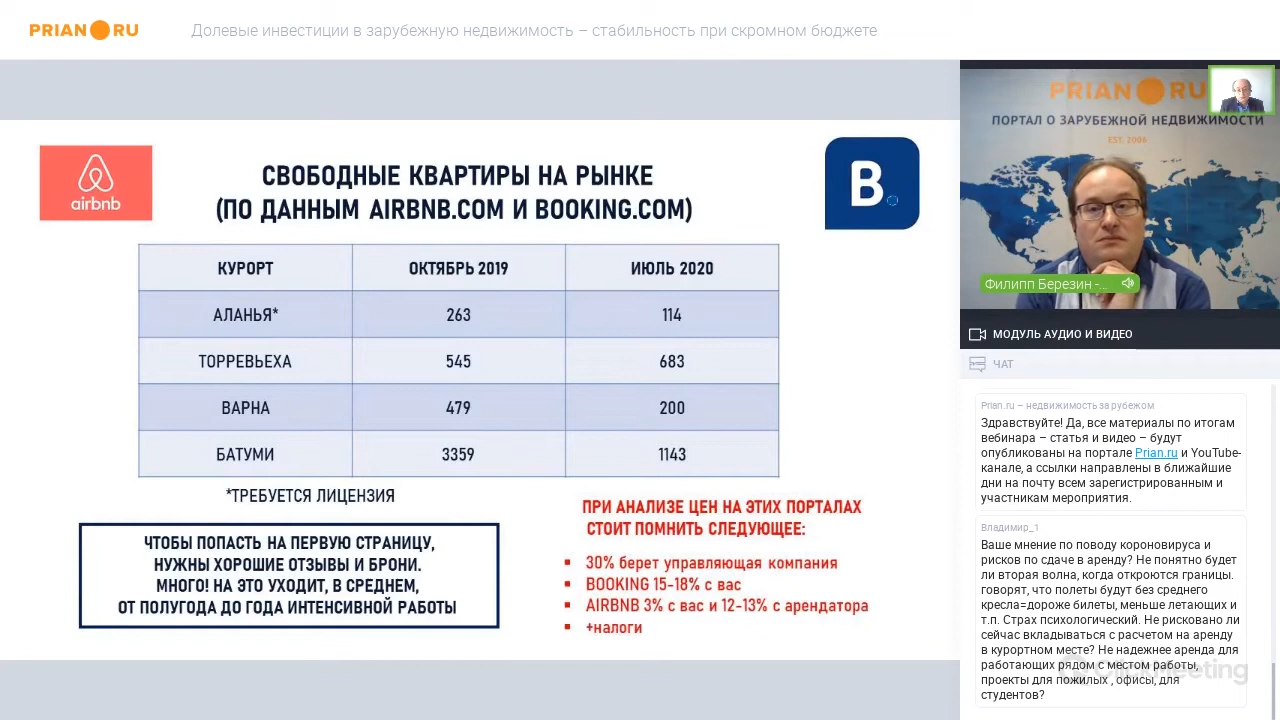 PRIAN RU
Долевые инвестиции в зарубежную недвижимость – стабильность при скромном бюджете
airbnb
СВОБОДНЫЕ КВАРТИРЫ НА РЫНКЕ
(ПО ДАННЫМ AIRBNB.COM И BOOKING.COM)
B.
КУРОРТ ОКТЯБРЬ 2019 ИЮЛЬ 2020
АЛАНЬЯ* 263 114
ТОРРЕВЬЕХА 545 683
ВАРНА 479 200
БАТУМИ 3359 1143
*ТРЕБУЕТСЯ ЛИЦЕНЗИЯ
ЧТОБЫ ПОПАСТЬ НА ПЕРВУЮ СТРАНИЦУ,
НУЖНЫ ХОРОШИЕ ОТЗЫВЫ И БРОНИ.
МНОГО! НА ЭТО УХОДИТ, В СРЕДНЕМ,
ОТ ПОЛУГОДА ДО ГОДА ИНТЕНСИВНОЙ РАБОТЫ
ПРИ АНАЛИЗЕ ЦЕН НА ЭТИХ ПОРТАЛАХ
СТОИТ ПОМНИТЬ СЛЕДУЮЩЕЕ:
▪ 30% берет управляющая компания
▪ BOOKING 15-18% с вас
▪ AIRBNB 3% с вас и 12-13% с арендатора
▪ +налоги
PRIAN RU
ПОРТАЛ О ЗАРУБЕЖНОЙ НЕДВИЖИМОСТИ
EST. 2006
Филипп Березин -...
МОДУЛЬ АУДИО И ВИДЕО
ЧАТ
Prian.ru – недвижимость за рубежом
Здравствуйте! Да, все материалы по итогам
вебинара – статья и видео – будут
опубликованы на портале Prian.ru и YouTube-
канале, а ссылки направлены в ближайшие
дни на почту всем зарегистрированным и
участникам мероприятия.
Владимир_1
Ваше мнение по поводу короновируса и
рисков по сдаче в аренду? Не понятно будет
ли вторая волна, когда откроются границы.
говорят, что полеты будут без среднего
кресла=дороже билеты, меньше летающих и
т.п. Страх психологический. Не рисковано ли
сейчас вкладываться с расчетом на аренду
в курортном месте? Не надежнее аренда для
работающих рядом с местом работы,
проекты для пожилых , офисы, для
студентов?
ClickMeeting